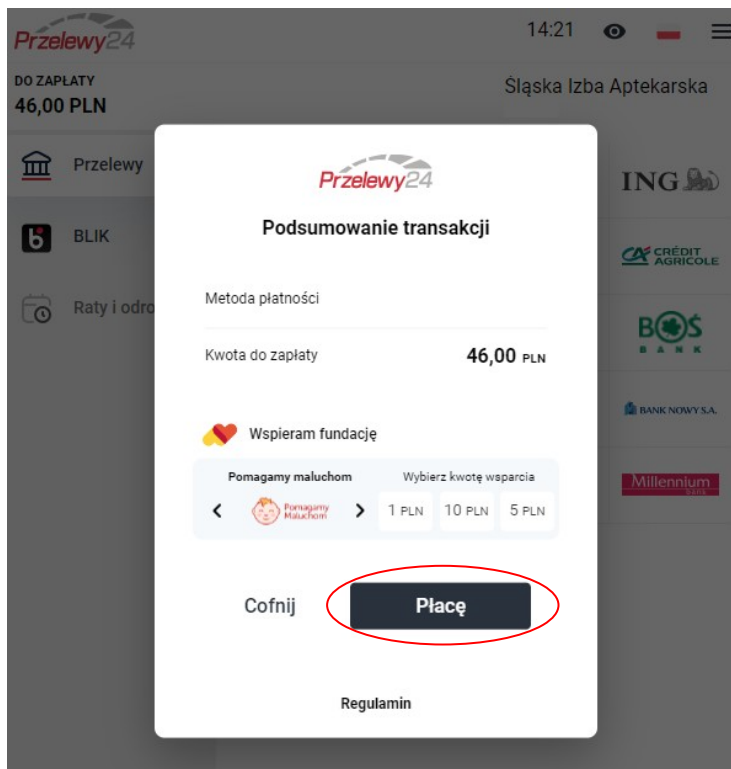 Przelewy24
14:21
DO ZAPŁATY
46,00 PLN
Śląska Izba Aptekarska
Przelewy
BLIK
Raty i odro
ING
CRÉDIT
AGRICOLE
BOŚ
BANK
BANK NOWY S.A.
Millennium
bank
Przelewy24
Podsumowanie transakcji
Metoda płatności
Kwota do zapłaty 46,00 PLN
Wspieram fundację
Pomagamy maluchom Wybierz kwotę wsparcia
Pomagamy
Maluchom
1 PLN 10 PLN 5 PLN
Cofnij Płacę
Regulamin